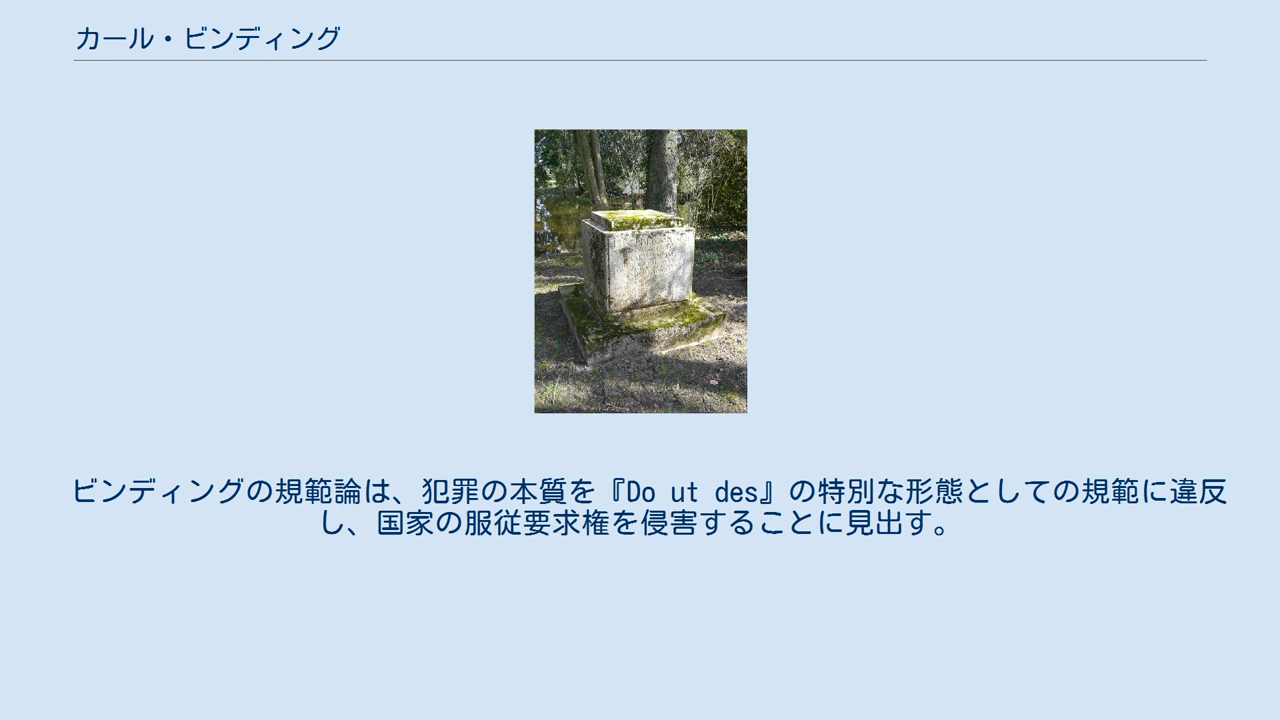 カール・ビンディング
ビンディングの規範論は、犯罪の本質を『Do ut des』の特別な形態としての規範に違反
し、国家の服従要求権を侵害することに見出す。